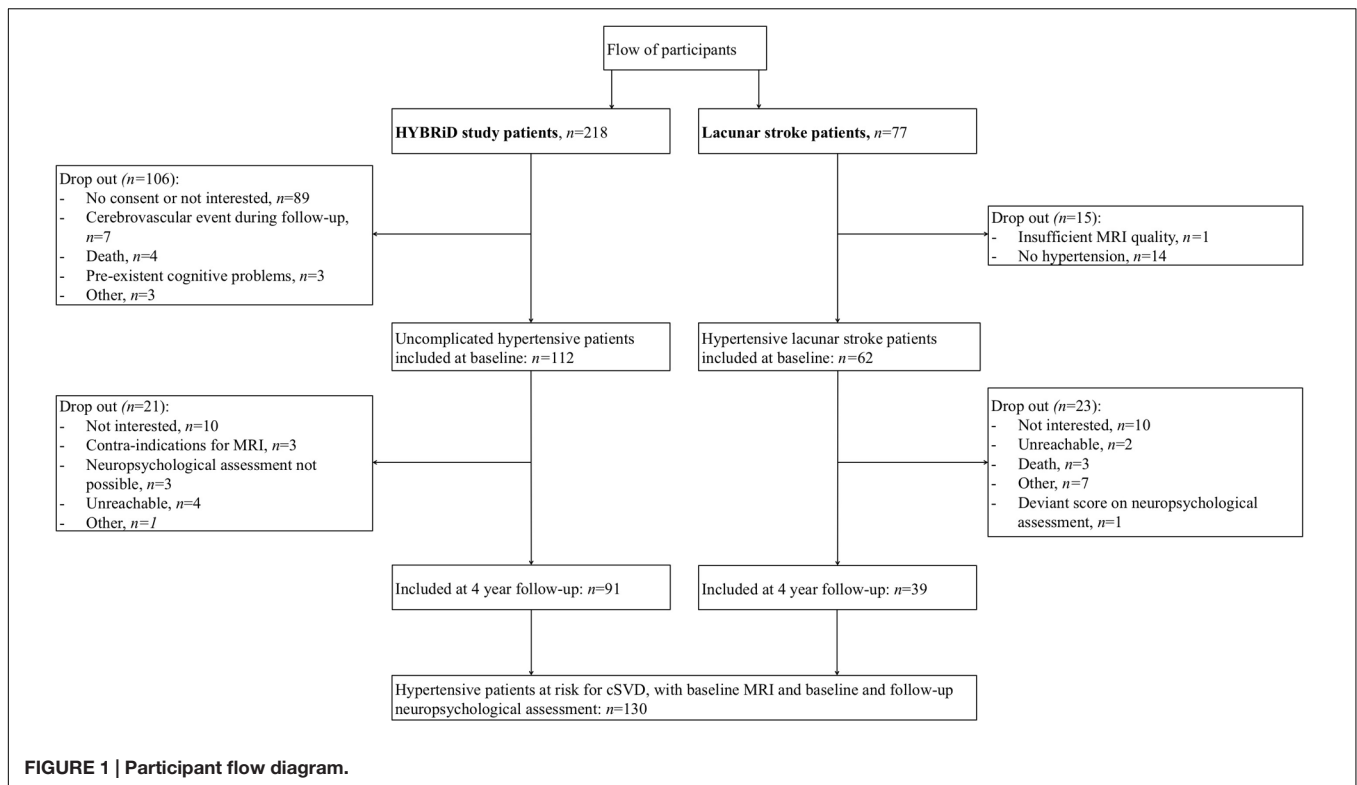 Flow of participants
HYBRiD study patients, n=218
Lacunar stroke patients, n=77
Drop out (n=106):
- No consent or not interested, n=89
- Cerebrovascular event during follow-up,
n=7
- Death, n=4
- Pre-existent cognitive problems, n=3
- Other, n=3
Drop out (n=15):
- Insufficient MRI quality, n=1
- No hypertension, n=14
Uncomplicated hypertensive patients
included at baseline: n=112
Hypertensive lacunar stroke patients
included at baseline: n=62
Drop out (n=21):
- Not interested, n=10
- Contra-indications for MRI, n=3
- Neuropsychological assessment not
possible, n=3
- Unreachable, n=4
- Other, n=1
Drop out (n=23):
- Not interested, n=10
- Unreachable, n=2
- Death, n=3
- Other, n=7
- Deviant score on neuropsychological
assessment, n=1
Included at 4 year follow-up: n=91
Included at 4 year follow-up: n=39
Hypertensive patients at risk for cSVD, with baseline MRI and baseline and follow-up
neuropsychological assessment: n=130
FIGURE 1 | Participant flow diagram.